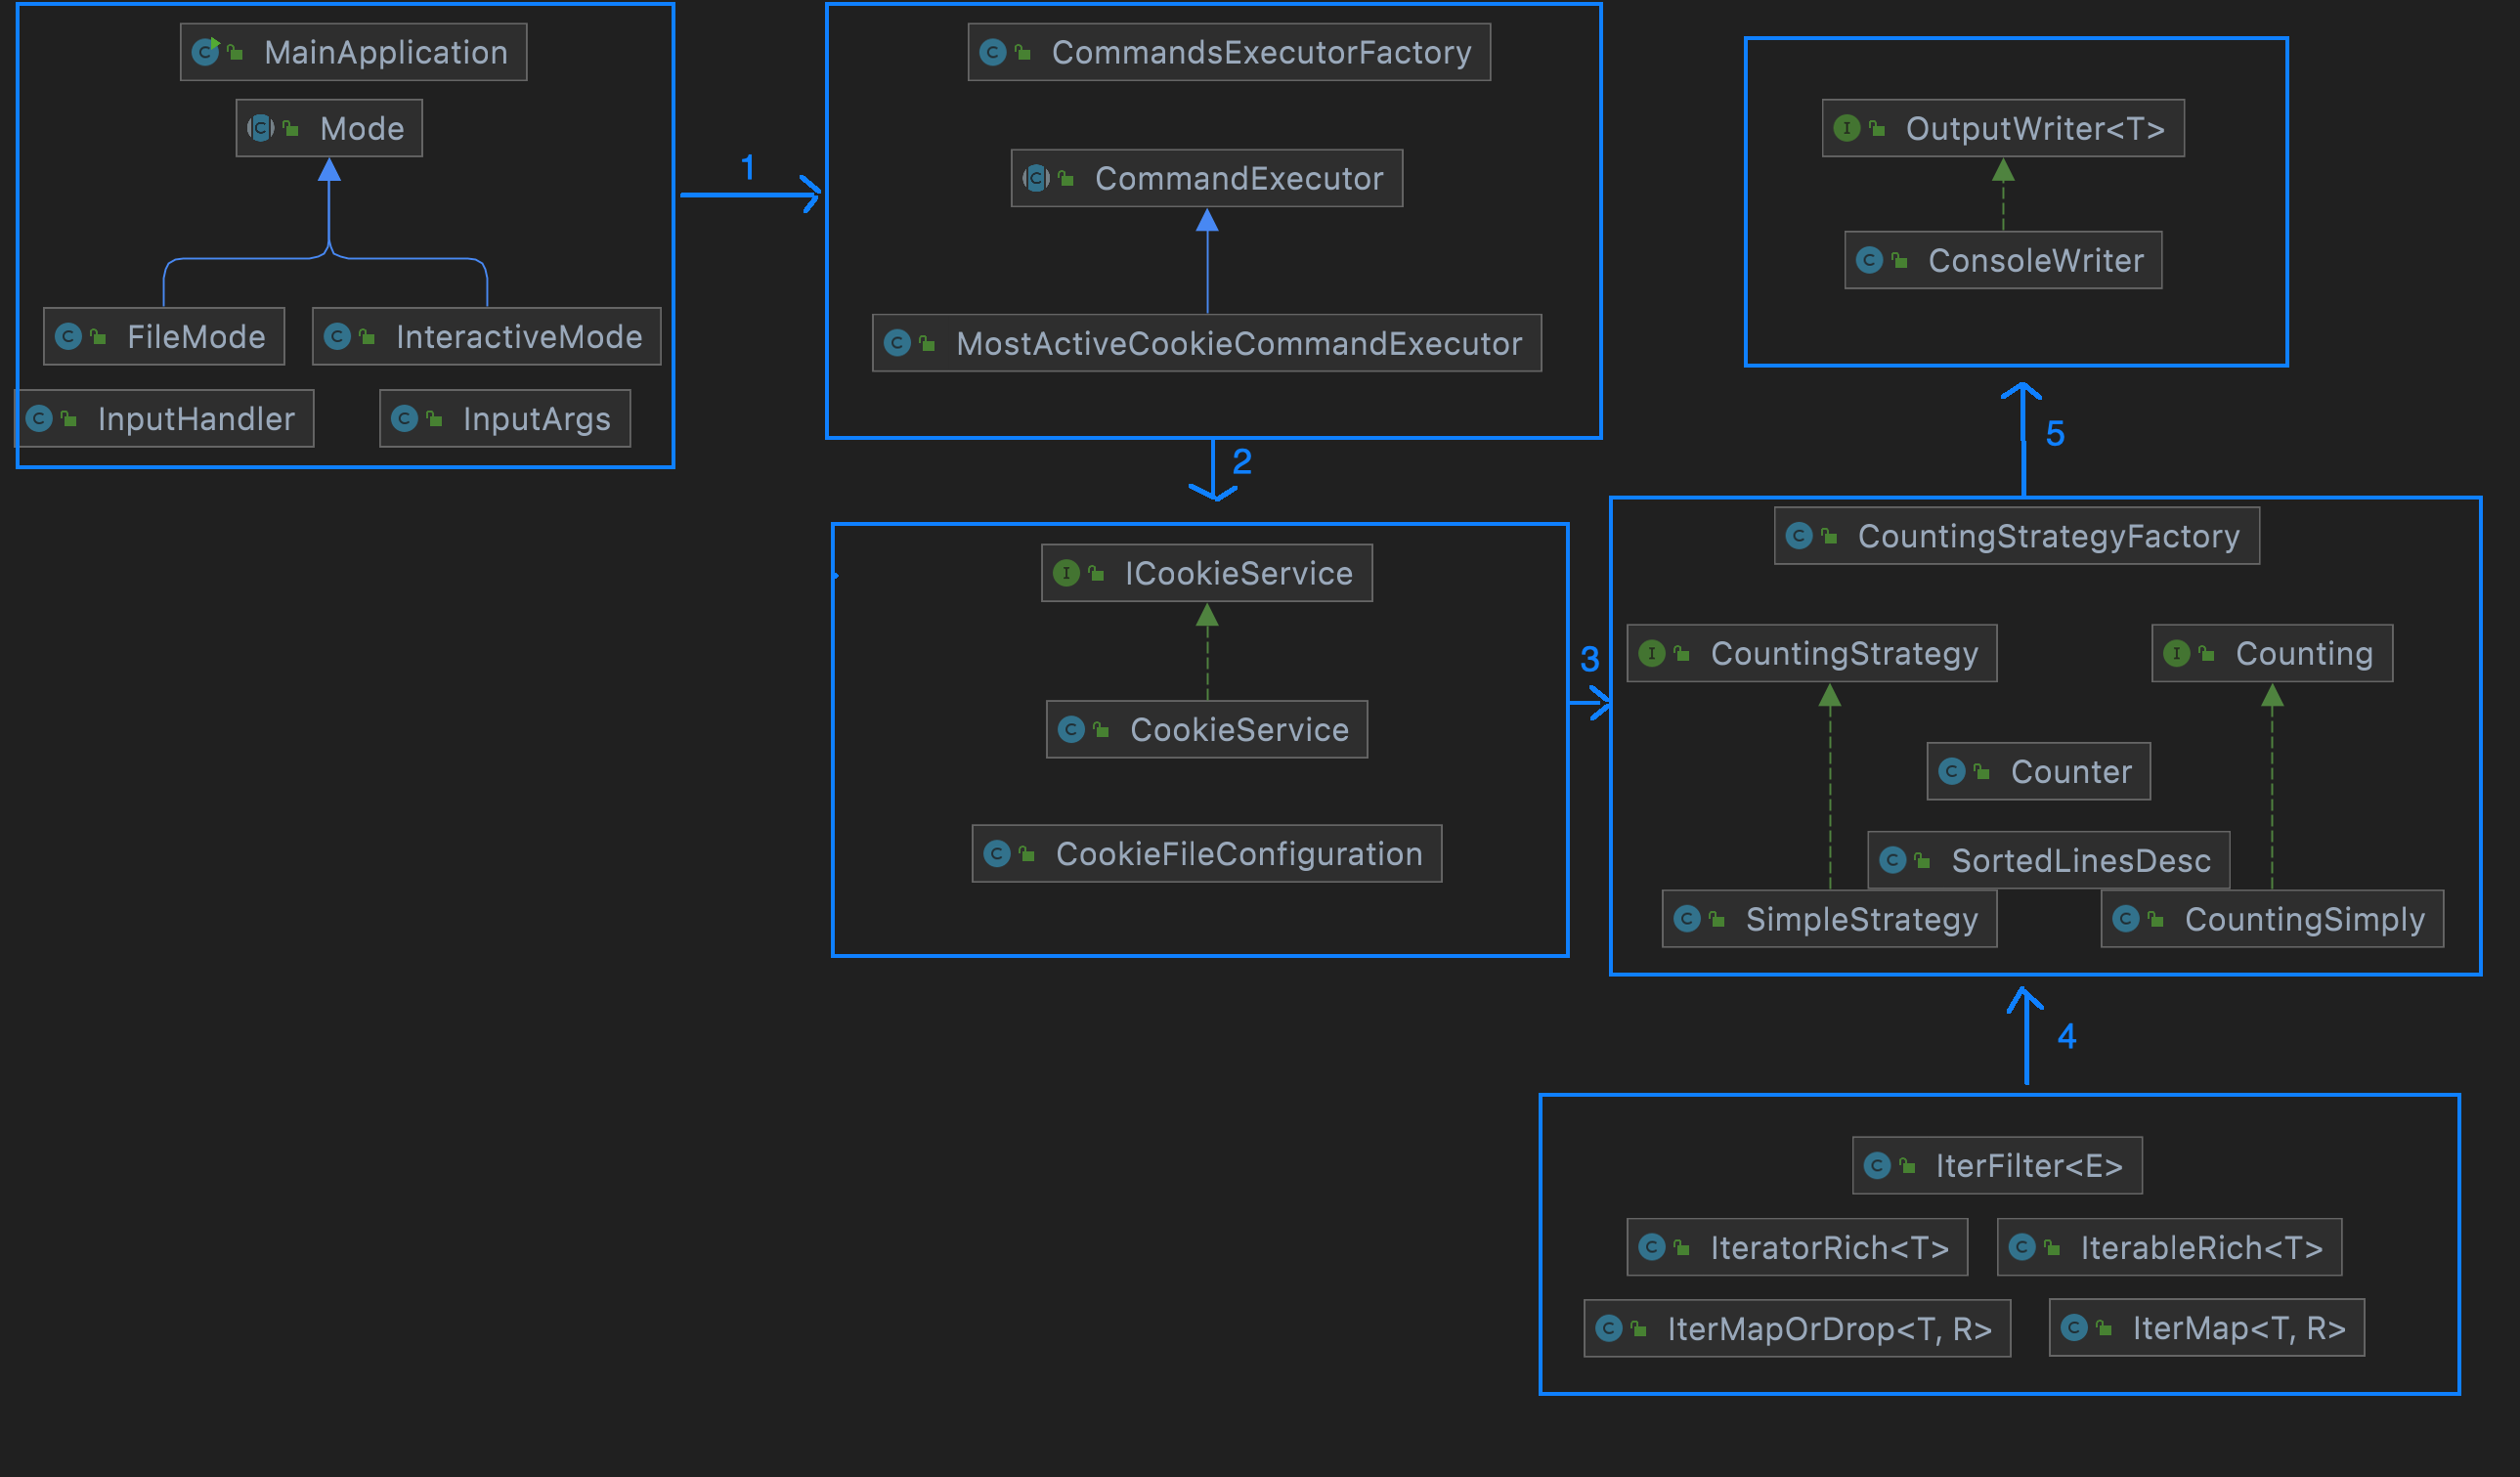 MainApplication
Mode
FileMode
InteractiveMode
InputHandler
InputArgs
1
CommandsExecutorFactory
CommandExecutor
MostActiveCookieCommandExecutor
2
ICookieService
CookieService
CookieFileConfiguration
3
CountingStrategyFactory
CountingStrategy
Counting
Counter
SortedLinesDesc
SimpleStrategy
CountingSimply
4
IterFilter<E>
IteratorRich<T>
IterableRich<T>
IterMapOrDrop<T, R>
IterMap<T, R>
5
OutputWriter<T>
ConsoleWriter